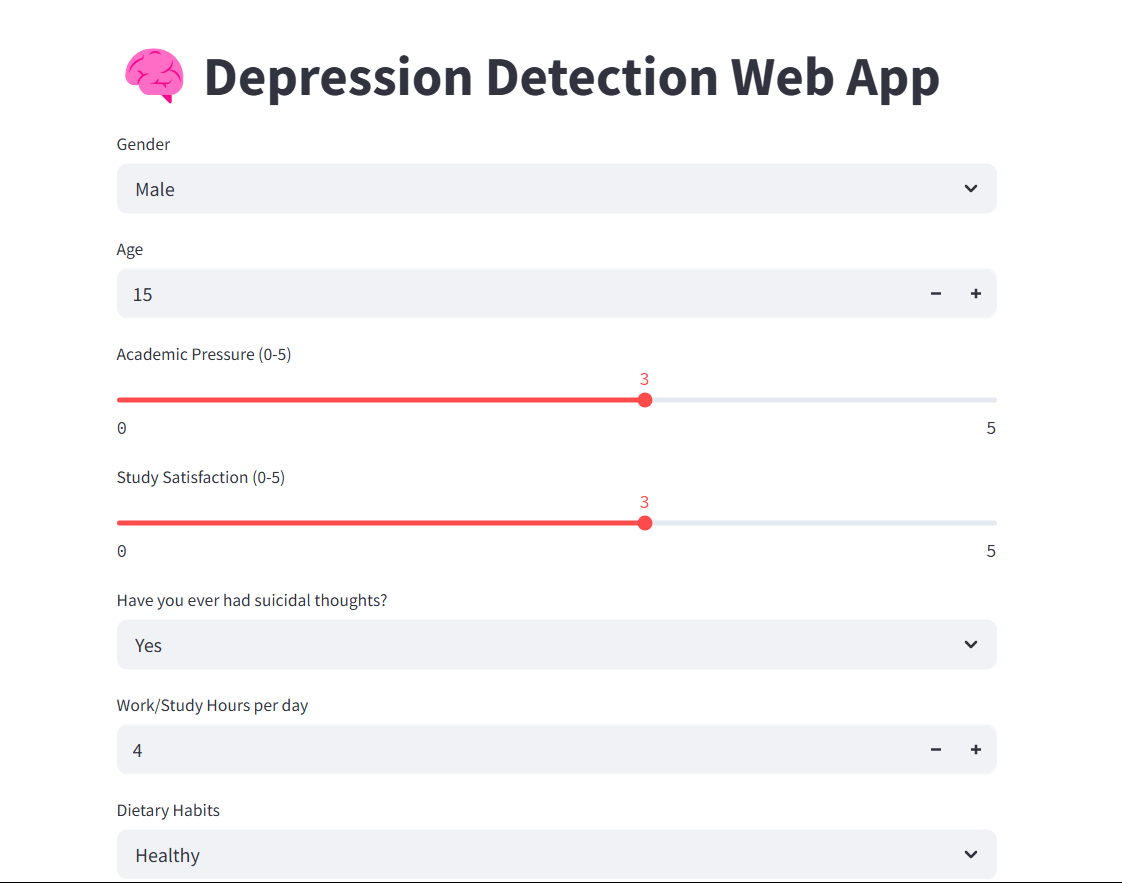 Depression Detection Web App
Gender
Male
Age
15
Academic Pressure (0-5)
3
0 5
Study Satisfaction (0-5)
3
0 5
Have you ever had suicidal thoughts?
Yes
Work/Study Hours per day
4
Dietary Habits
Healthy